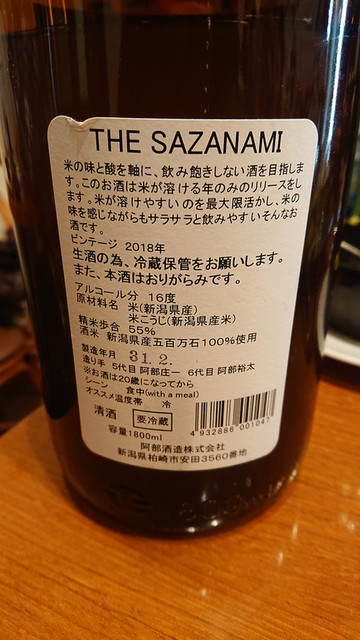 THE SAZANAMI
米の味と酸を軸に、飲み飽きしない酒を目指しま
す。このお酒は米が溶ける年のみのリリースをし
ます。米が溶けやすいのを最大限活かし、米の
味を感じながらもサラサラと飲みやすいそんなお
酒です。
ビンテージ 2018年
生酒の為、冷蔵保管をお願いします。
また、本酒はおりがらみです。
アルコール分 16度
原材料名 米(新潟県産)
米こうじ(新潟県産米)
精米歩合 55%
酒米 新潟県産五百万石100%使用
製造年月 31.2.
造り手 5代目 阿部庄一 6代目 阿部裕太
※お酒は20歳になってから
シーン 食中(with a meal)
オススメ温度帯 冷
清酒 要冷蔵
容量1800ml
4 932886 001047
阿部酒造株式会社
新潟県柏崎市安田3560番地